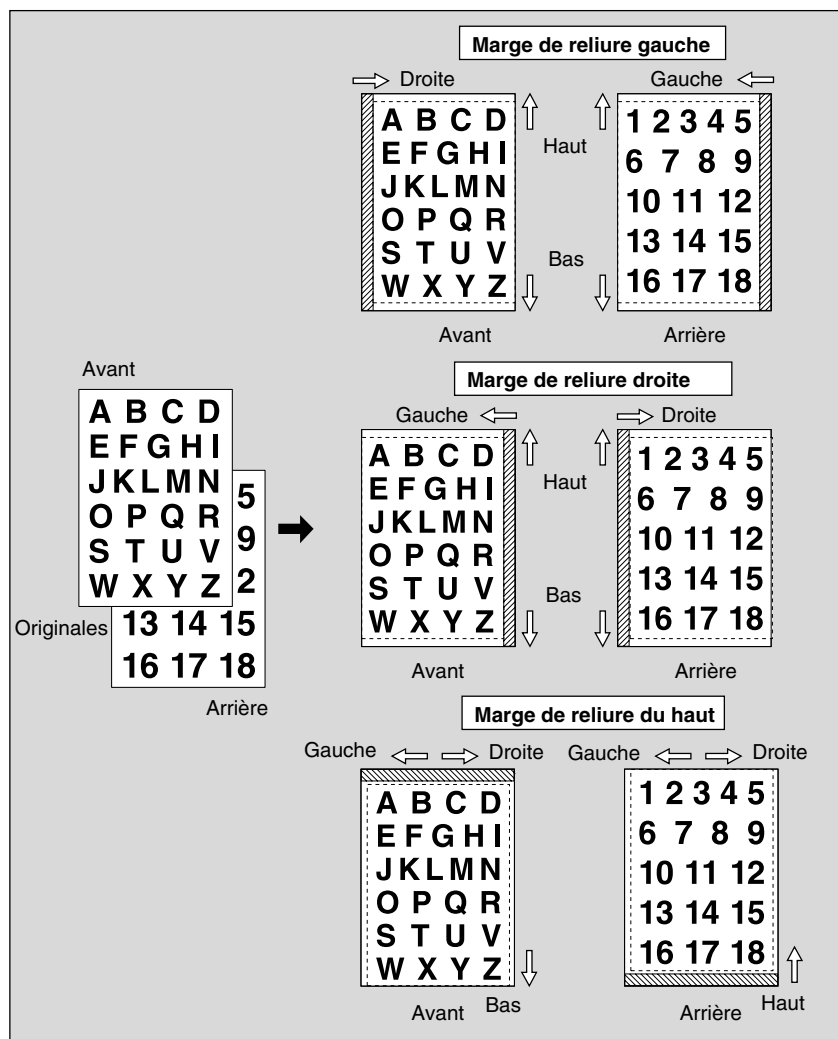 Marge de reliure gauche
Droite
Gauche
A B C D
E F G H I
J K L M N
O P Q R
S T U V
W X Y Z
Haut
Bas
1 2 3 4 5
6 7 8 9
10 11 12
13 14 15
16 17 18
Avant
Arrière
Avant
A B C D
E F G H I
J K L M N
O P Q R
S T U V
W X Y Z
5
9
2
Originales
13 14 15
16 17 18
Arrière
Marge de reliure droite
Gauche
Droite
A B C D
E F G H I
J K L M N
O P Q R
S T U V
W X Y Z
Haut
Bas
1 2 3 4 5
6 7 8 9
10 11 12
13 14 15
16 17 18
Avant
Arrière
Marge de reliure du haut
Gauche
Droite
Gauche
Droite
A B C D
E F G H I
J K L M N
O P Q R
S T U V
W X Y Z
1 2 3 4 5
6 7 8 9
10 11 12
13 14 15
16 17 18
Avant
Bas
Arrière
Haut